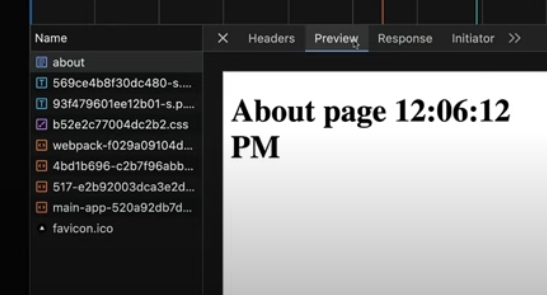 Name
Headers
Preview
Response
Initiator
about
569ce4b8f30dc480-s....
93f479601ee12b01-s.p....
b52e2c77004dc2b2.css
webpack-f029a09104d...
4bd1b696-c2b7f96abb...
517-e2b92003dca3e2d...
main-app-520a92db7d...
favicon.ico
About page 12:06:12
PM